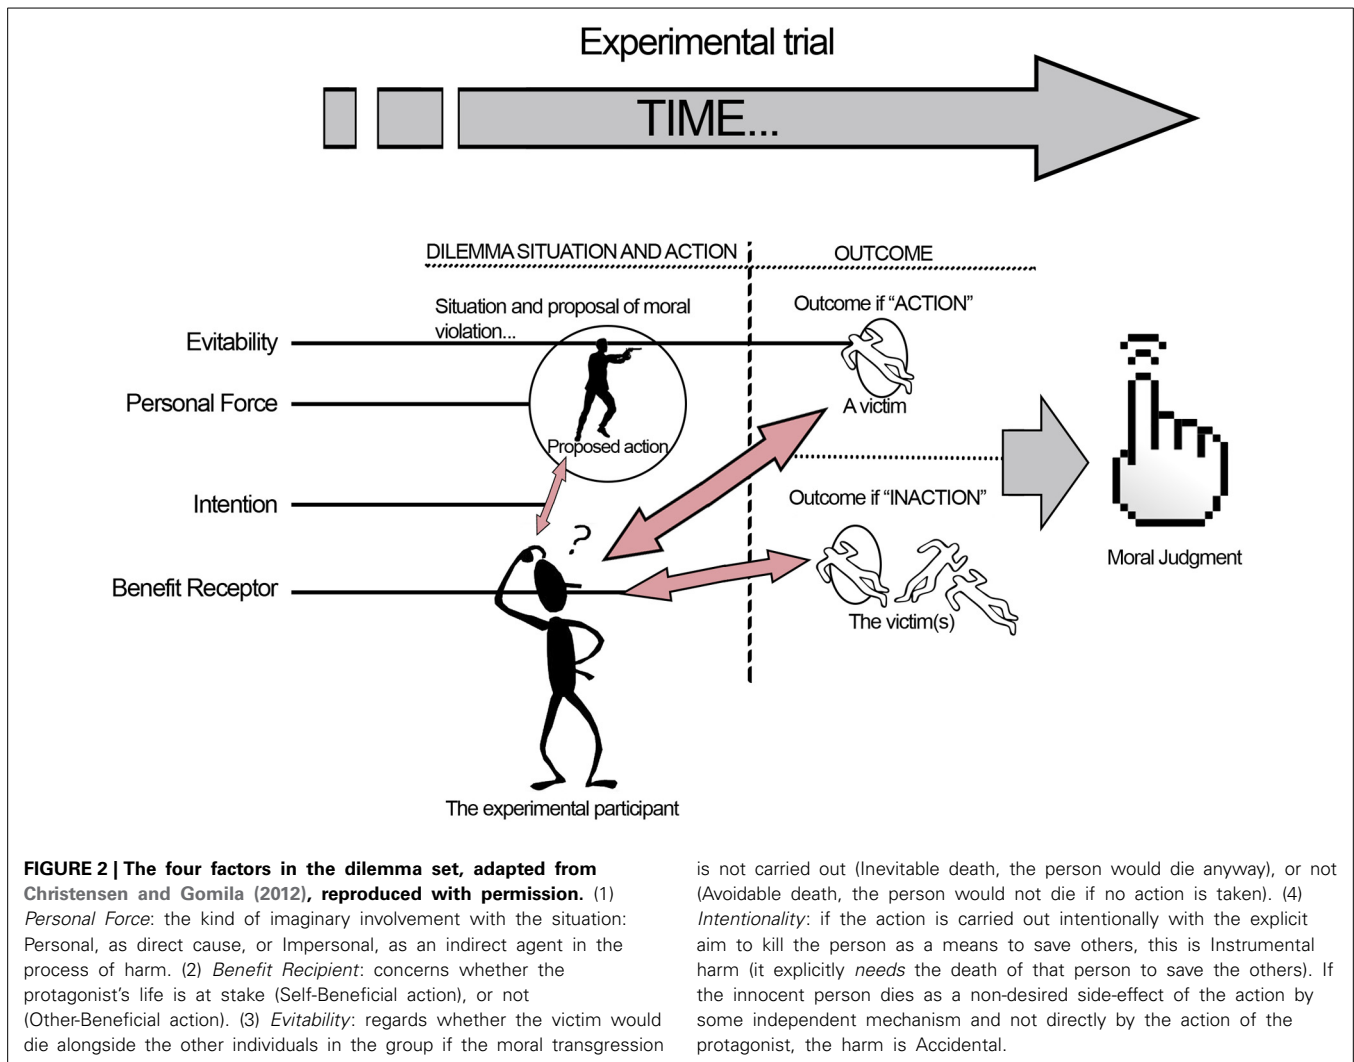 Experimental trial
TIME...
DILEMMA SITUATION AND ACTION
OUTCOME
Situation and proposal of moral
violation...
Outcome if “ACTION”
Evitability
Personal Force
A victim
Proposed action
Intention
Outcome if “INACTION”
?
Benefit Receptor
Moral Judgment
The victim(s)
The experimental participant
FIGURE 2 | The four factors in the dilemma set, adapted from
Christensen and Gomila (2012), reproduced with permission. (1)
Personal Force: the kind of imaginary involvement with the situation:
Personal, as direct cause, or Impersonal, as an indirect agent in the
process of harm. (2) Benefit Recipient: concerns whether the
protagonist’s life is at stake (Self-Beneficial action), or not
(Other-Beneficial action). (3) Evitability: regards whether the victim would
die alongside the other individuals in the group if the moral transgression
is not carried out (Inevitable death, the person would die anyway), or not
(Avoidable death, the person would not die if no action is taken). (4)
Intentionality: if the action is carried out intentionally with the explicit
aim to kill the person as a means to save others, this is Instrumental
harm (it explicitly needs the death of that person to save the others). If
the innocent person dies as a non-desired side-effect of the action by
some independent mechanism and not directly by the action of the
protagonist, the harm is Accidental.